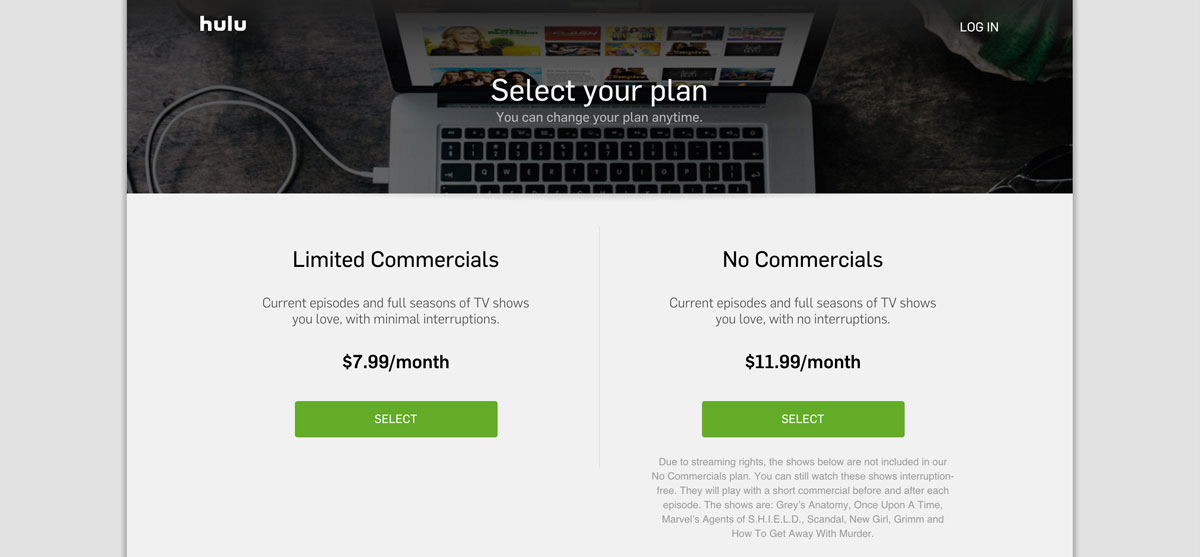 hulu
LOG IN
Select your plan
You can change your plan anytime.
Limited Commercials
Current episodes and full seasons of TV shows
you love, with minimal interruptions.
$7.99/month
SELECT
No Commercials
Current episodes and full seasons of TV shows
you love, with no interruptions.
$11.99/month
SELECT
Due to streaming rights, the shows below are not included in our
No Commercials plan. You can still watch these shows interruption-
free. They will play with a short commercial before and after each
episode. The shows are: Grey's Anatomy, Once Upon A Time,
Marvel's Agents of S.H.I.E.L.D., Scandal, New Girl, Grimm and
How To Get Away With Murder.